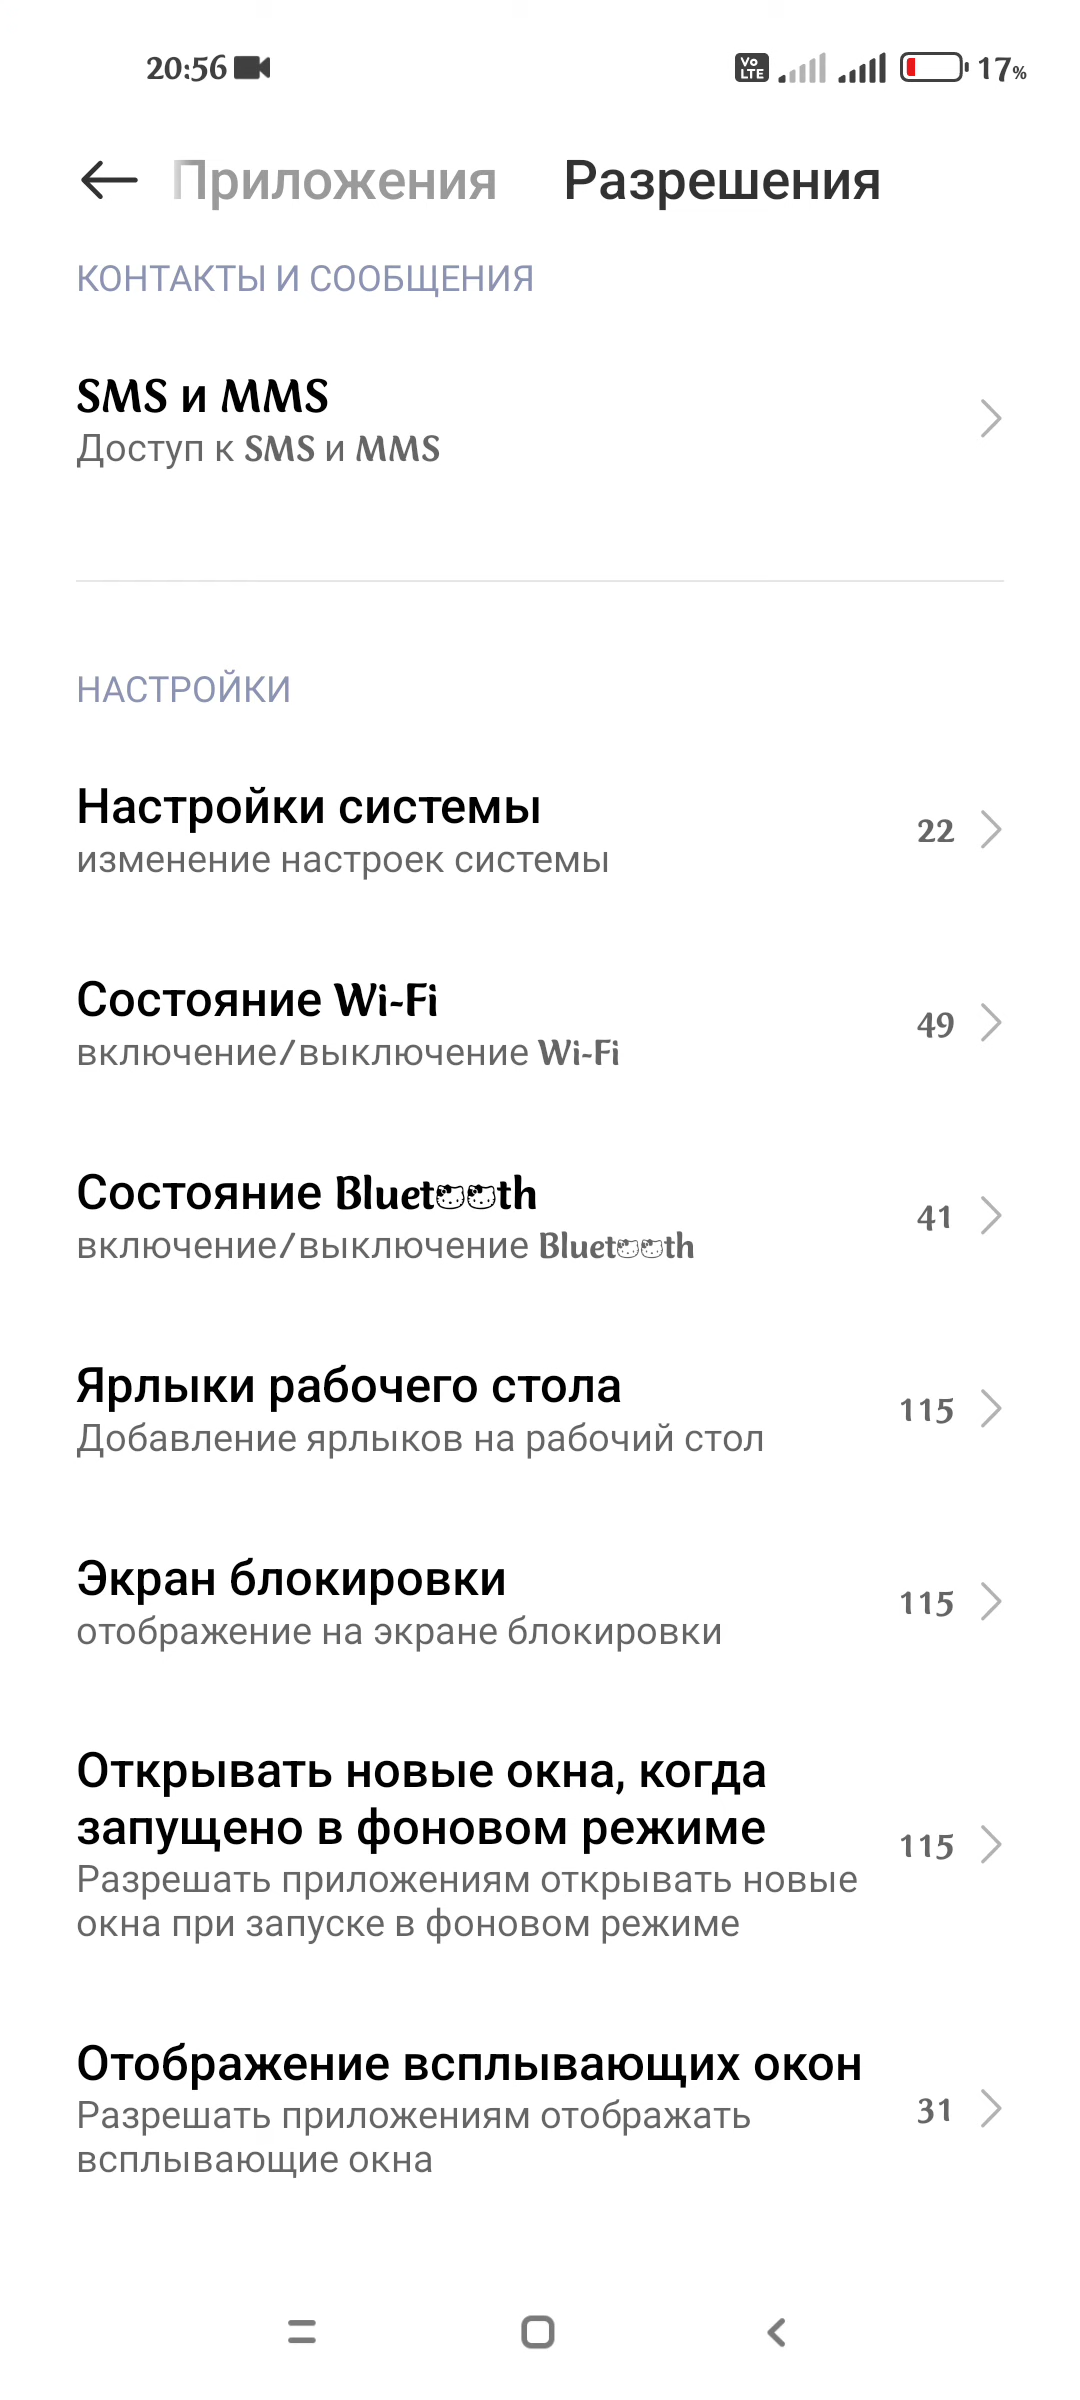 20:56
Vo LTE
17%
Приложения Разрешения
КОНТАКТЫ И СООБЩЕНИЯ
SMS и MMS
Доступ к SMS и MMS
НАСТРОЙКИ
Настройки системы
изменение настроек системы
22
Состояние Wi-Fi
включение/выключение Wi-Fi
49
Состояние Bluetooth
включение/выключение Bluetooth
41
Ярлыки рабочего стола
Добавление ярлыков на рабочий стол
115
Экран блокировки
отображение на экране блокировки
115
Открывать новые окна, когда
запущено в фоновом режиме
Разрешать приложениям открывать новые
окна при запуске в фоновом режиме
115
Отображение всплывающих окон
Разрешать приложениям отображать
всплывающие окна
31